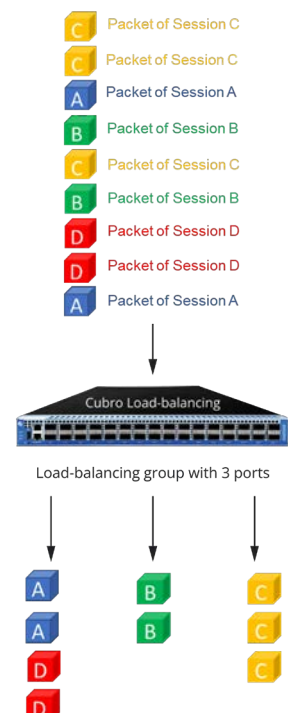 C Packet of Session C
C Packet of Session C
A Packet of Session A
B Packet of Session B
C Packet of Session C
B Packet of Session B
D Packet of Session D
D Packet of Session D
A Packet of Session A
Cubro Load-balancing
Load-balancing group with 3 ports
A B C
A B C
D C
D